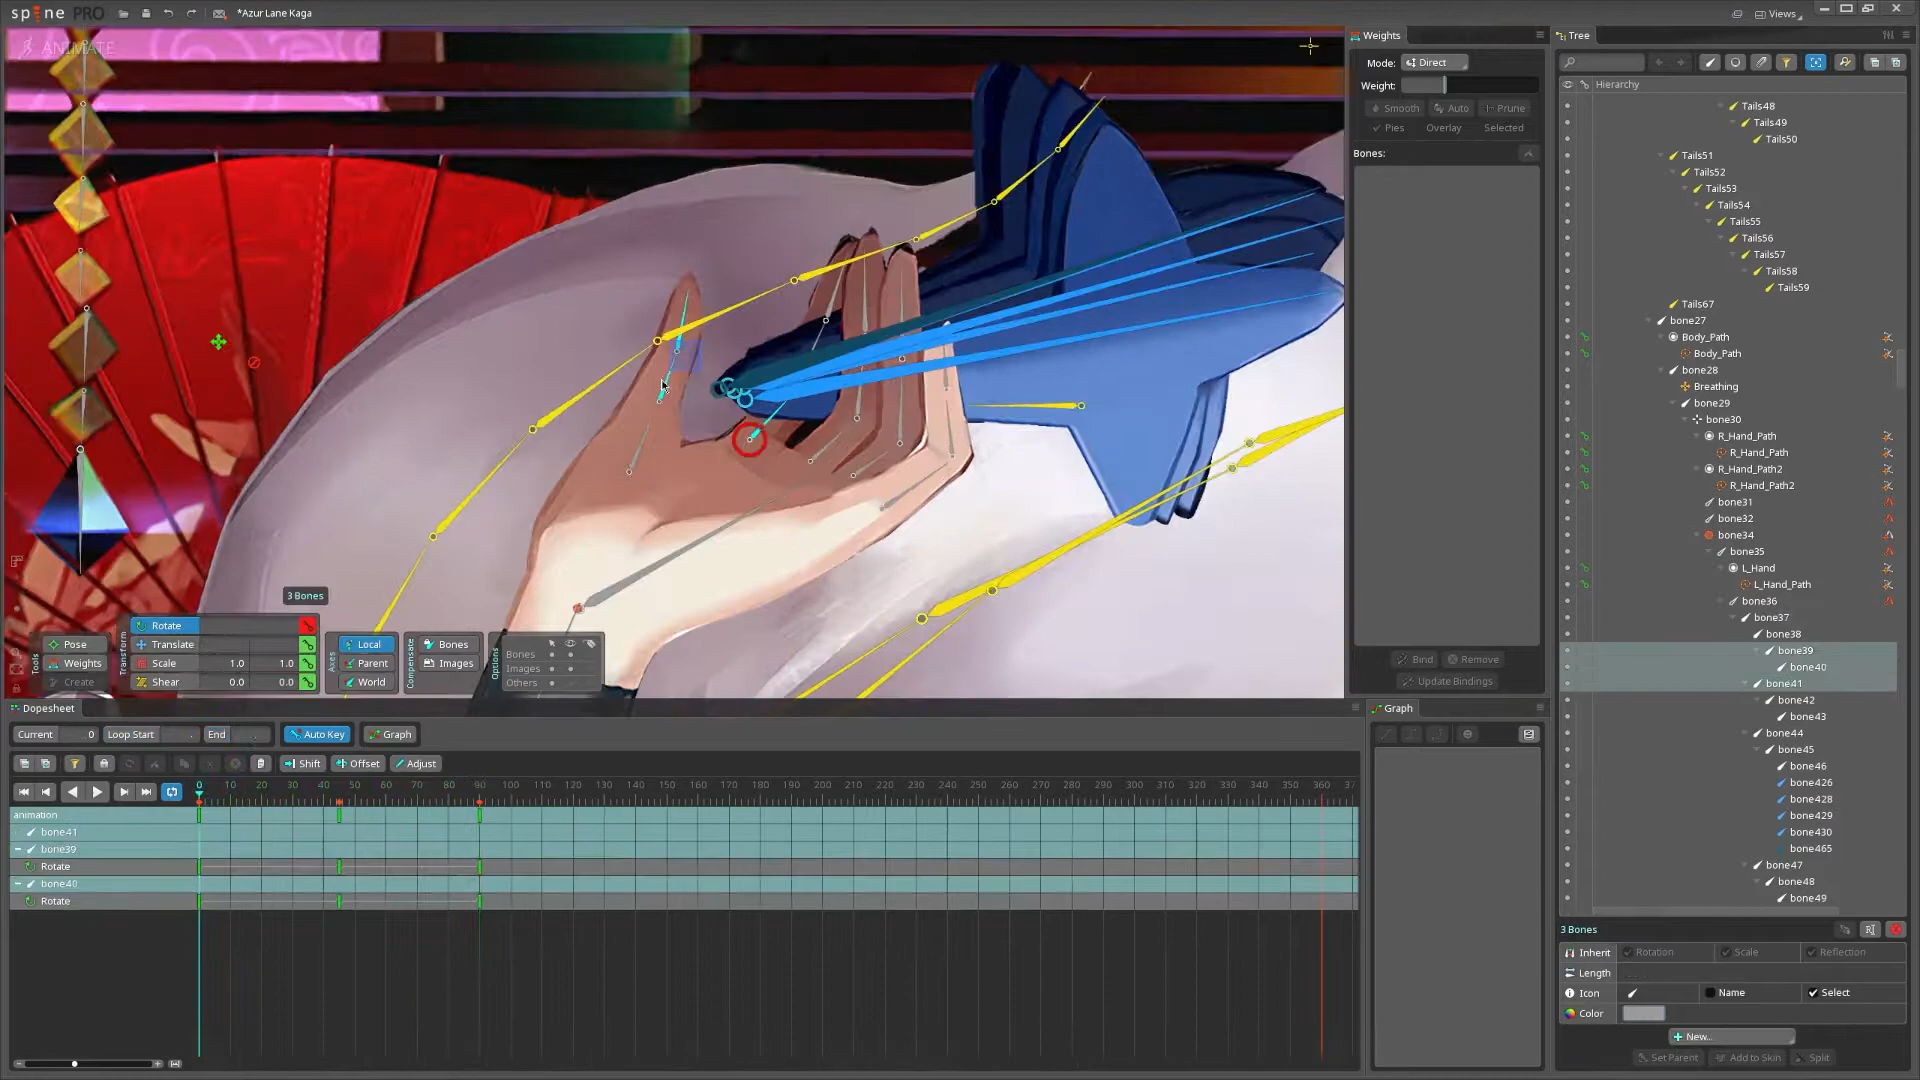 spine PRO
*Azur Lane Kaga
Views
ANIMATE
Weights
Mode: Direct
Weight:
Smooth Auto Prune
Pies Overlay Selected
Bones:
Bind Remove
Update Bindings
Tree
Hierarchy
Tails48
Tails49
Tails50
Tails51
Tails52
Tails53
Tails54
Tails55
Tails56
Tails57
Tails58
Tails59
Tails67
bone27
Body_Path
Body_Path
bone28
Breathing
bone29
bone30
R_Hand_Path
R_Hand_Path
R_Hand_Path2
R_Hand_Path2
bone31
bone32
bone34
bone35
L_Hand
L_Hand_Path
bone36
bone37
bone38
bone39
bone40
bone41
bone42
bone43
bone44
bone45
bone46
bone426
bone428
bone429
bone430
bone465
bone47
bone48
bone49
3 Bones
Inherit Rotation Scale Reflection
Length
Icon Name Select
Color
New...
Set Parent Add to Skin Split
3 Bones
Tools
Pose
Weights
Create
Transform
Rotate
Translate
Scale 1.0 1.0
Shear 0.0 0.0
Axes
Local
Parent
World
Compensate
Bones
Images
Options
Bones
Images
Others
Dopesheet
Current 0 Loop Start End Auto Key Graph
Shift Offset Adjust
0 10 20 30 40 50 60 70 80 90 100 110 120 130 140 150 160 170 180 190 200 210 220 230 240 250 260 270 280 290 300 310 320 330 340 350 360 37
animation
bone41
bone39
Rotate
bone40
Rotate
Graph